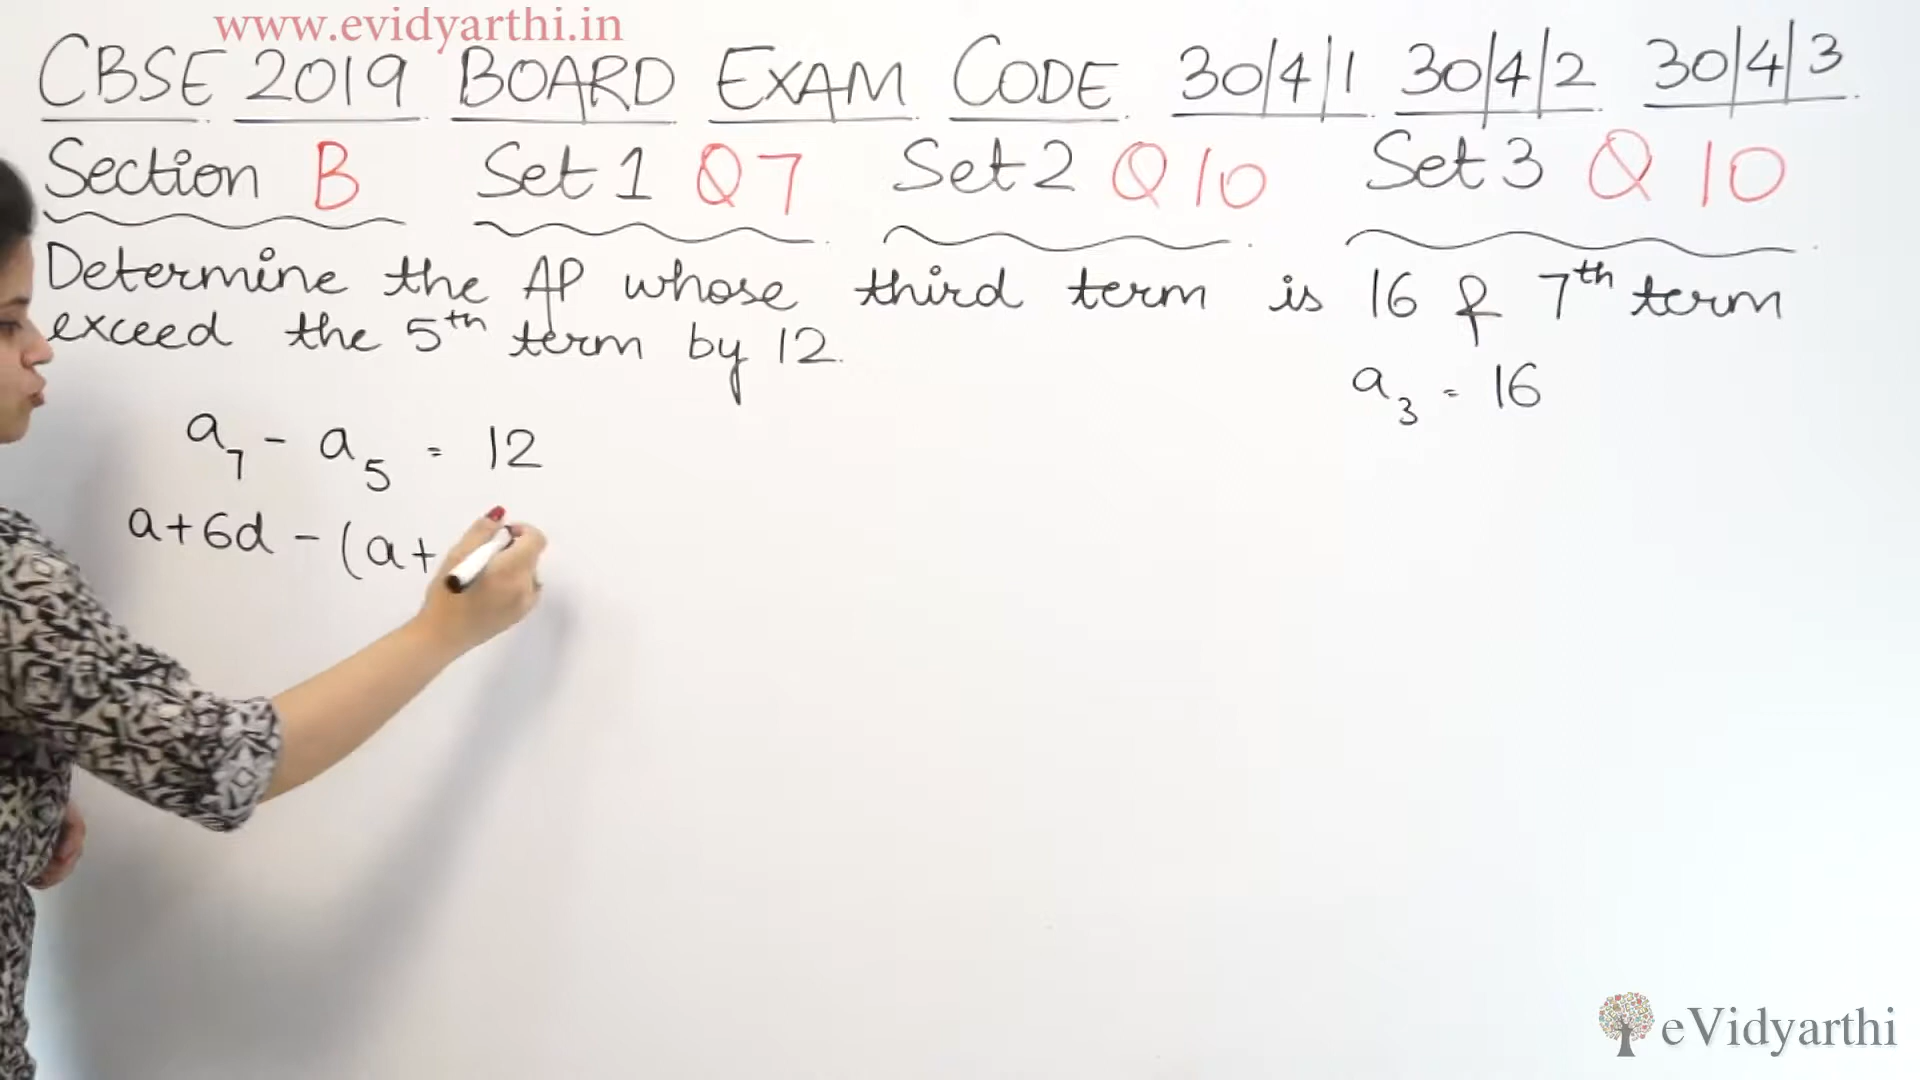 www.evidyarthi.in
CBSE 2019 BOARD EXAM CODE 30/4/1 30/4/2 30/4/3
Section B Set 1 Q7 Set 2 Q 10 Set 3 Q 10
Determine the AP whose third term is 16 & 7th term
exceed the 5th term by 12.
a3 = 16
a7 - a5 = 12
a+6d - (a+
eVidyarthi